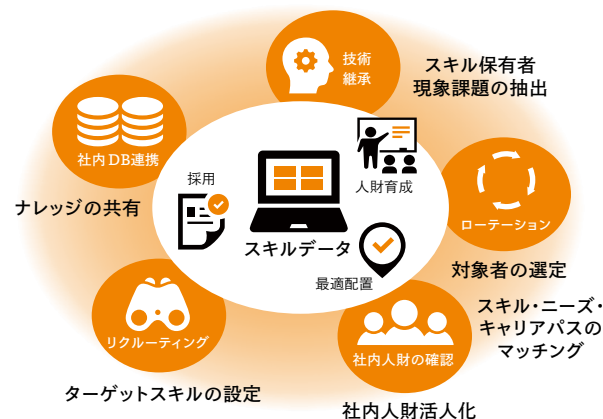 技術
継承
スキル保有者
現象課題の抽出
社内DB連携
ナレッジの共有
採用
人財育成
スキルデータ
最適配置
ローテーション
対象者の選定
スキル・ニーズ・
キャリアパスの
マッチング
リクルーティング
ターゲットスキルの設定
社内人財の確認
社内人財活人化